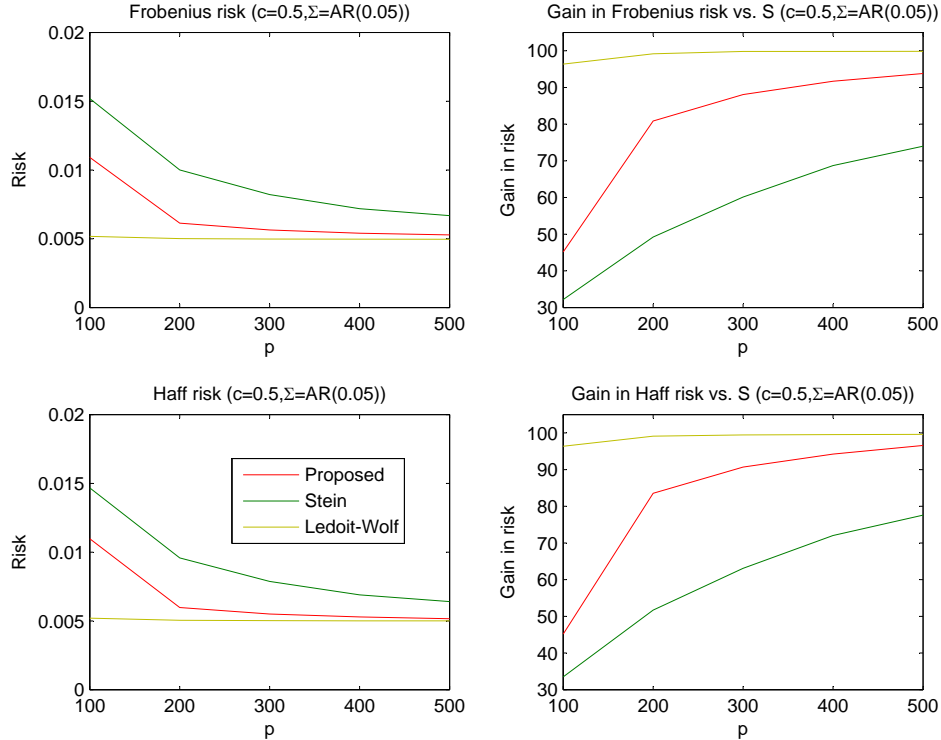 Frobenius risk (c=0.5,Σ=AR(0.05))
0.02
0.015
0.01
0.005
0
Risk
100 200 300 400 500
p
Gain in Frobenius risk vs. S (c=0.5,Σ=AR(0.05))
100
90
80
70
60
50
40
30
Gain in risk
100 200 300 400 500
p
Haff risk (c=0.5,Σ=AR(0.05))
0.02
0.015
0.01
0.005
0
Risk
Proposed
Stein
Ledoit-Wolf
100 200 300 400 500
p
Gain in Haff risk vs. S (c=0.5,Σ=AR(0.05))
100
90
80
70
60
50
40
30
Gain in risk
100 200 300 400 500
p